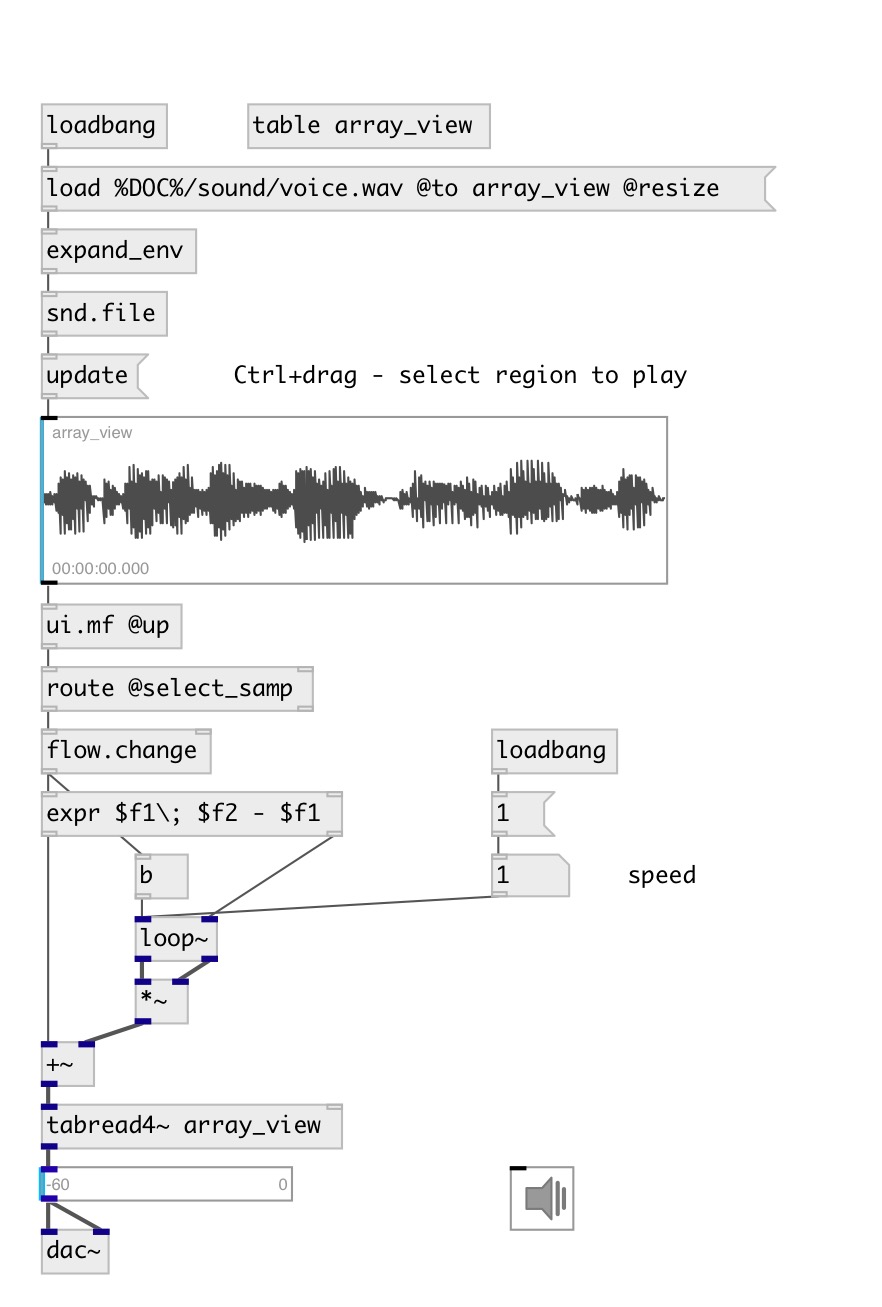 loadbang
table array_view
load %DOC%/sound/voice.wav @to array_view @resize
expand_env
snd.file
update
Ctrl+drag - select region to play
array_view
00:00:00.000
ui.mf @up
route @select_samp
flow.change
loadbang
expr $f1\; $f2 - $f1
1
b
1
speed
loop~
*~
+~
tabread4~ array_view
-60
0
dac~